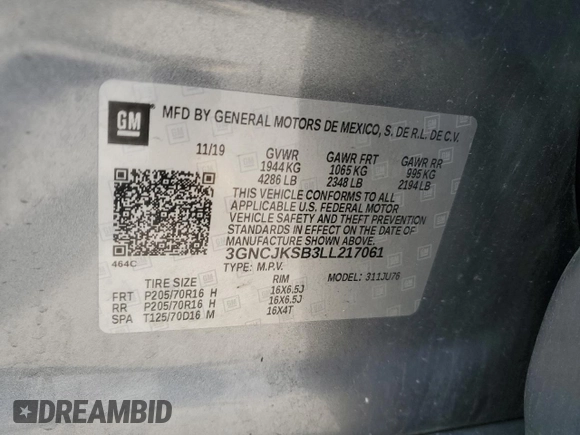 GM
MFD BY GENERAL MOTORS DE MEXICO, S. DE R.L. DE C.V.
11/19 GVWR GAWR FRT GAWR RR
1944 KG 1065 KG 995 KG
4286 LB 2348 LB 2194 LB
THIS VEHICLE CONFORMS TO ALL
APPLICABLE U.S. FEDERAL MOTOR
VEHICLE SAFETY AND THEFT PREVENTION
STANDARDS IN EFFECT ON THE DATE OF
MANUFACTURE SHOWN ABOVE.
464C 3GNCJKSB3LL217061
TYPE: M.P.V. MODEL: 311JU76
TIRE SIZE RIM
FRT P205/70R16 H 16X6.5J
RR P205/70R16 H 16X6.5J
SPA T125/70D16 M 16X4T
DREAMBID